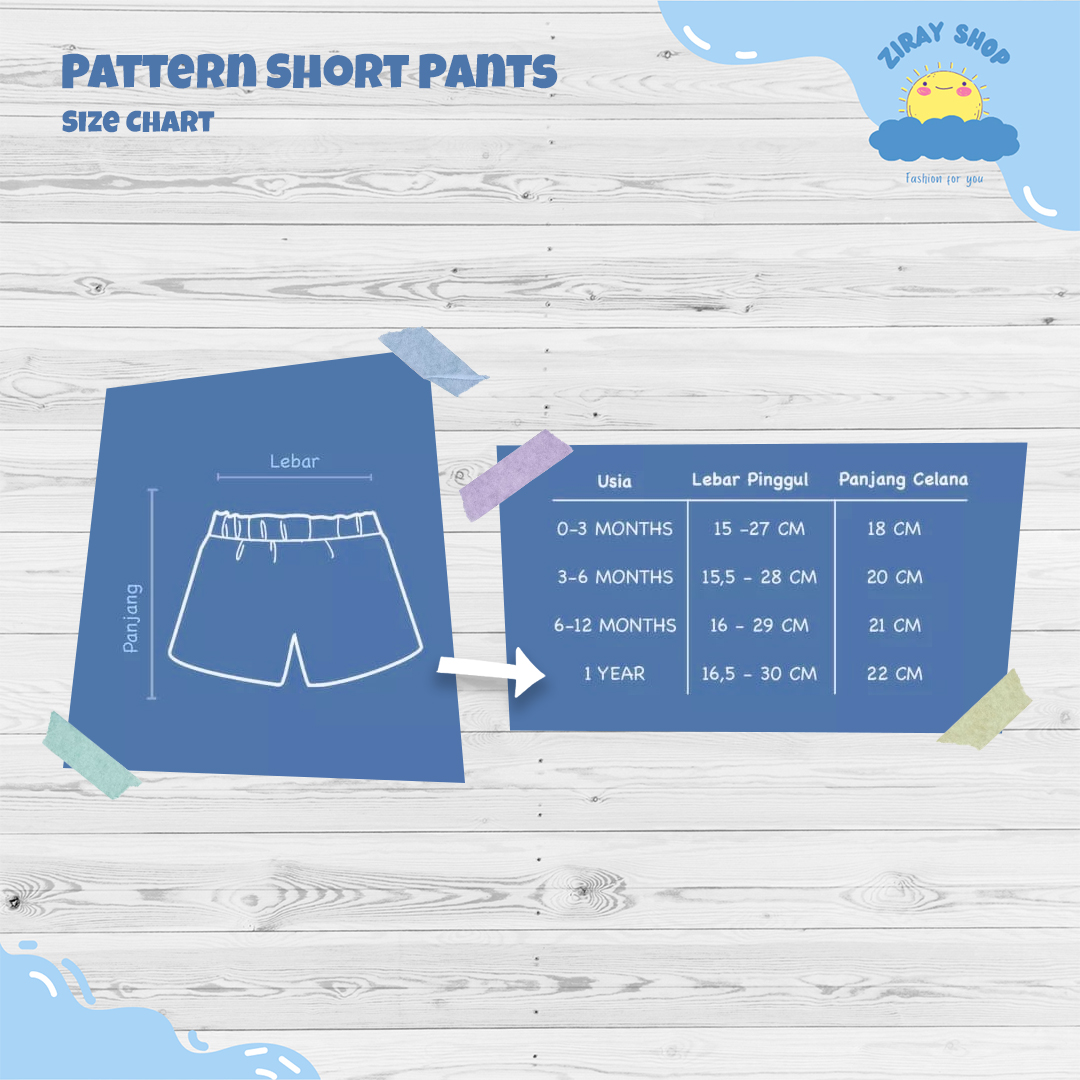 Pattern Short Pants
Size Chart
ZIRAY SHOP
Fashion for you
Lebar
Panjang
Usia Lebar Pinggul Panjang Celana
0-3 MONTHS 15 -27 CM 18 CM
3-6 MONTHS 15,5 - 28 CM 20 CM
6-12 MONTHS 16 - 29 CM 21 CM
1 YEAR 16,5 - 30 CM 22 CM